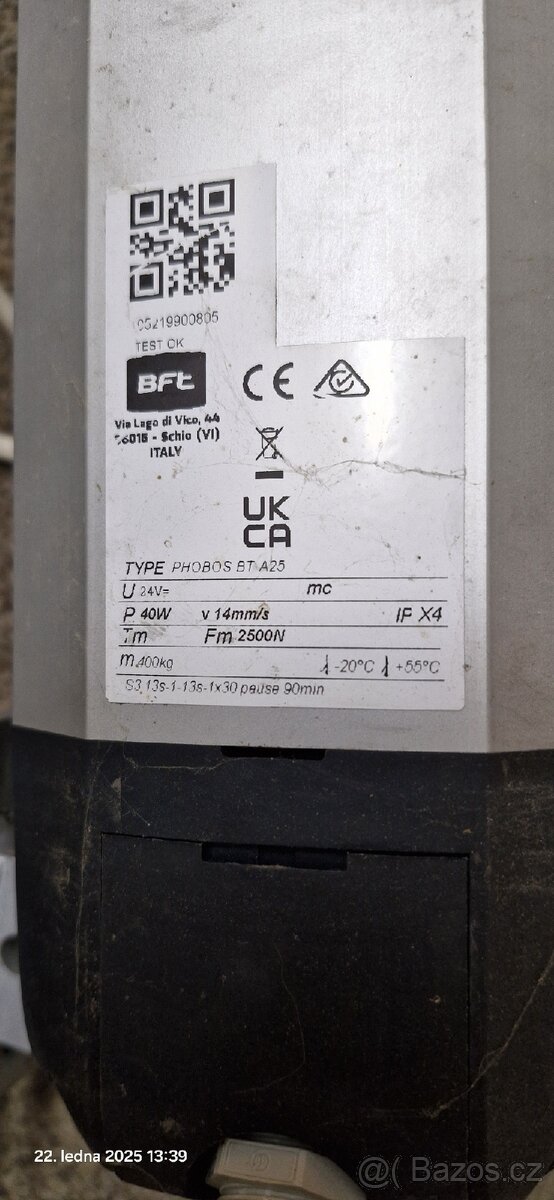 05219900805
TEST OK
BFt
Via Lago di Vico, 44
36015 - Schio (VI)
ITALY
CE
UK
CA
TYPE PHOBOS BT A25
U 24V= mc
P 40W v 14mm/s IP X4
Tm Fm 2500N
m 400kg -20°C +55°C
S3 13s-1-13s-1x30 pause 90min
22. ledna 2025 13:39
@( Bazos.cz